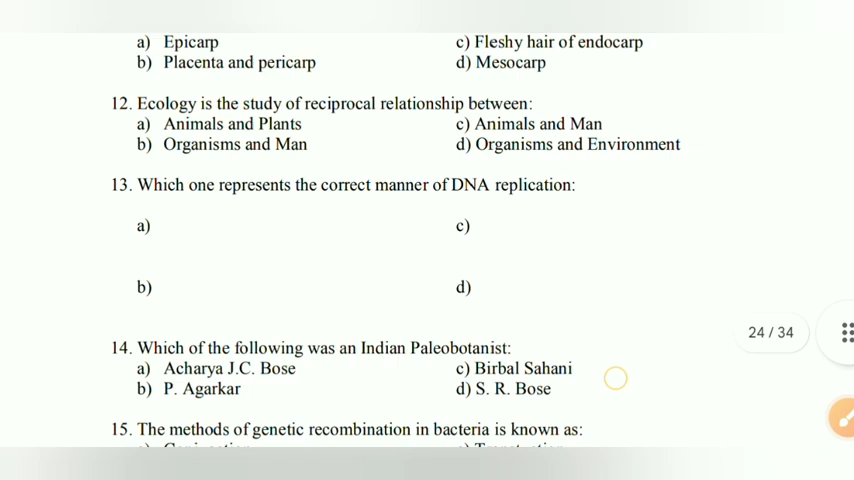 a) Epicarp c) Fleshy hair of endocarp
b) Placenta and pericarp d) Mesocarp
12. Ecology is the study of reciprocal relationship between:
a) Animals and Plants c) Animals and Man
b) Organisms and Man d) Organisms and Environment
13. Which one represents the correct manner of DNA replication:
a) c)
b) d)
24 / 34
14. Which of the following was an Indian Paleobotanist:
a) Acharya J.C. Bose c) Birbal Sahani
b) P. Agarkar d) S. R. Bose
15. The methods of genetic recombination in bacteria is known as: